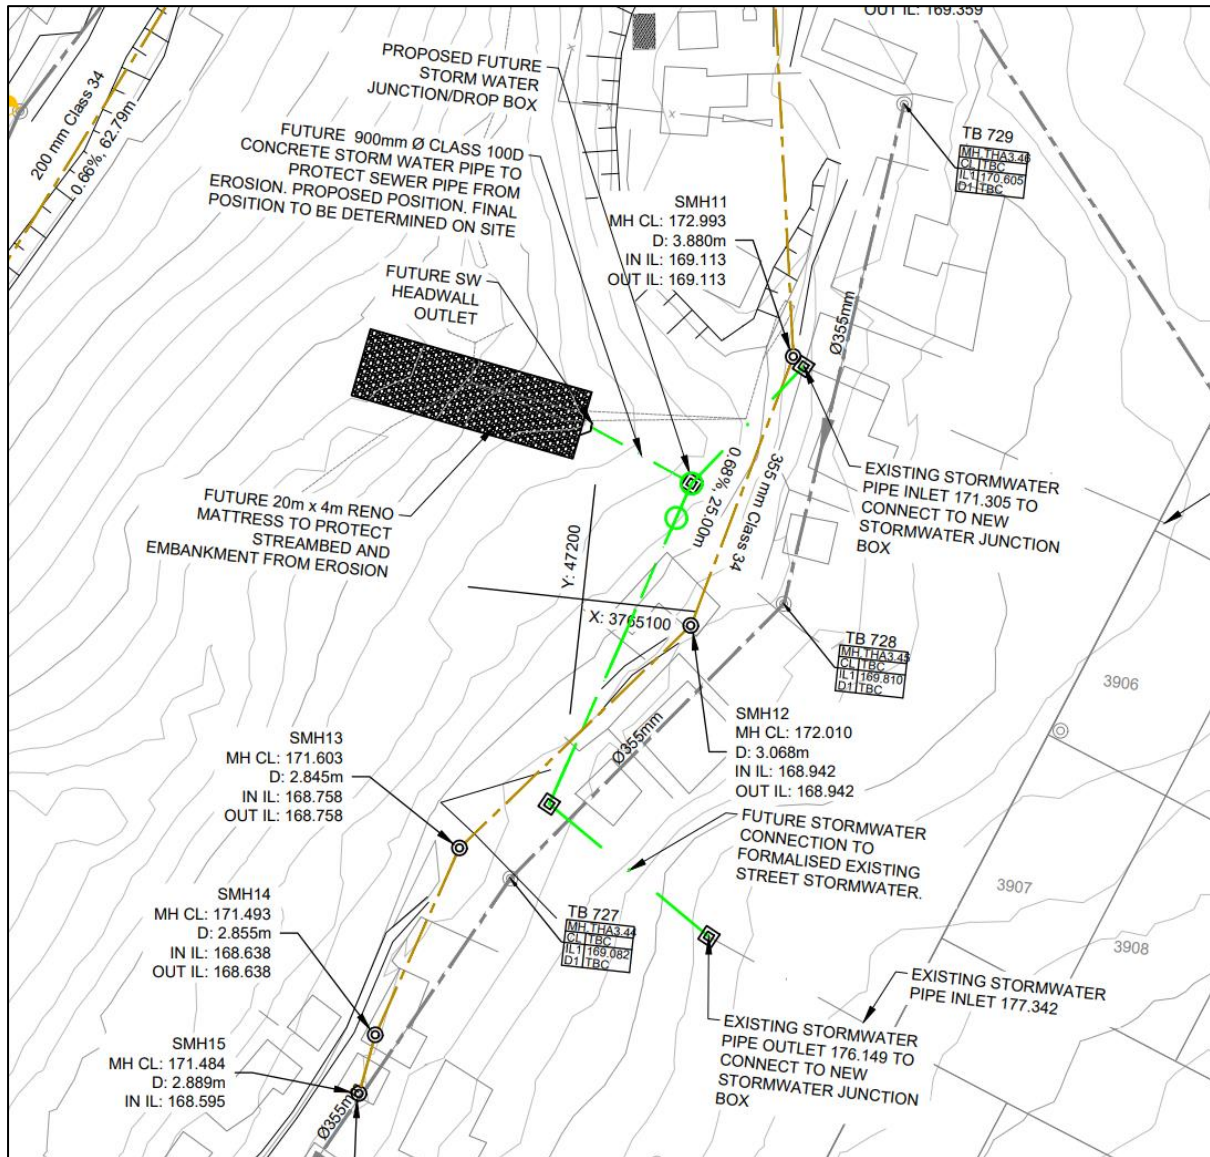 OUT IL: 169.359
PROPOSED FUTURE
STORM WATER
JUNCTION/DROP BOX
200 mm Class 34
0.66%, 62.79m
FUTURE 900mm Ø CLASS 100D
CONCRETE STORM WATER PIPE TO
PROTECT SEWER PIPE FROM
EROSION. PROPOSED POSITION, FINAL
POSITION TO BE DETERMINED ON SITE
TB 729
MH.THA3.46
CL TBC
IL1 170.605
D1 TBC
SMH11
MH CL: 172.993
D: 3.880m
IN IL: 169.113
OUT IL: 169.113
FUTURE SW
HEADWALL
OUTLET
Ø355mm
0.68%, 25.00m
355 mm Class 34
EXISTING STORMWATER
PIPE INLET 171.305 TO
CONNECT TO NEW
STORMWATER JUNCTION
BOX
FUTURE 20m x 4m RENO
MATTRESS TO PROTECT
STREAMBED AND
EMBANKMENT FROM EROSION
Y: 47200
X: 3765100
TB 728
MH.THA3.45
CL TBC
IL1 169.810
D1 TBC
3906
SMH12
MH CL: 172.010
D: 3.068m
IN IL: 168.942
OUT IL: 168.942
Ø355mm
SMH13
MH CL: 171.603
D: 2.845m
IN IL: 168.758
OUT IL: 168.758
FUTURE STORMWATER
CONNECTION TO
FORMALISED EXISTING
STREET STORMWATER.
3907
3908
SMH14
MH CL: 171.493
D: 2.855m
IN IL: 168.638
OUT IL: 168.638
TB 727
MH.THA3.44
CL TBC
IL1 169.082
D1 TBC
EXISTING STORMWATER
PIPE INLET 177.342
EXISTING STORMWATER
PIPE OUTLET 176.149 TO
CONNECT TO NEW
STORMWATER JUNCTION
BOX
SMH15
MH CL: 171.484
D: 2.889m
IN IL: 168.595
Ø355mm